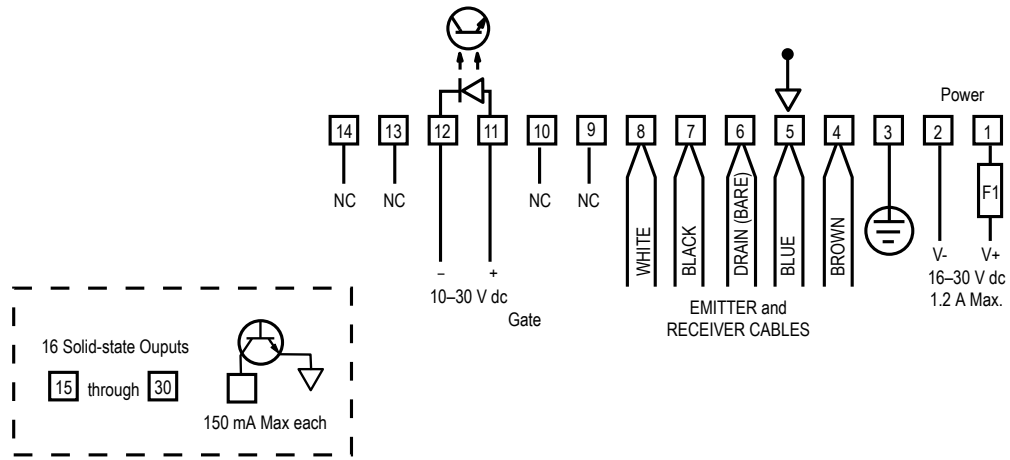 Power
14 13 12 11 10 9 8 7 6 5 4 3 2 1
NC NC NC NC
F1
WHITE
BLACK
DRAIN (BARE)
BLUE
BROWN
– +
10–30 V dc
Gate
EMITTER and
RECEIVER CABLES
V- V+
16–30 V dc
1.2 A Max.
16 Solid-state Ouputs
15 through 30
150 mA Max each